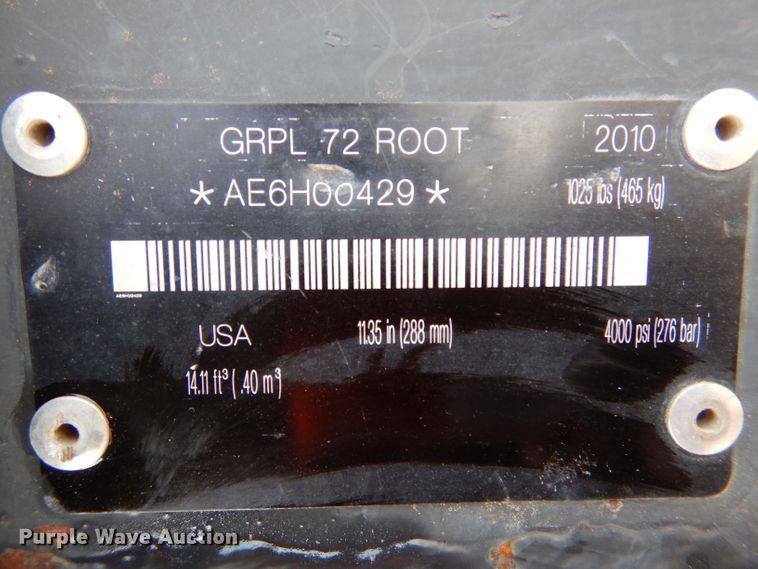 GRPL 72 ROOT 2010
*AE6H00429* 1025 lbs (465 kg)
AE6H00429
USA 11.35 in (288 mm) 4000 psi (276 bar)
14.11 ft³ ( .40 m³)
Purple Wave Auction